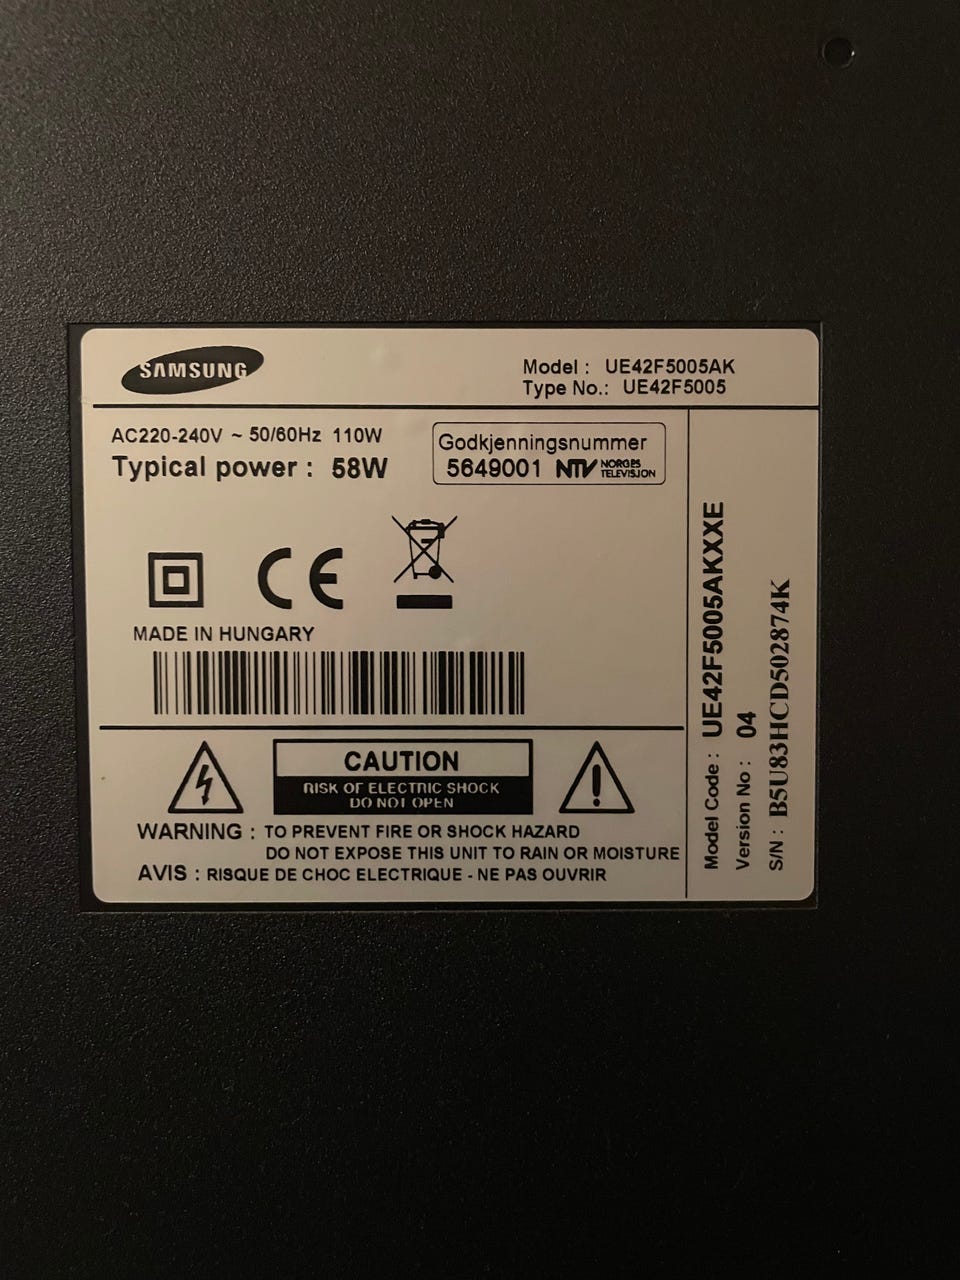 SAMSUNG
Model : UE42F5005AK
Type No.: UE42F5005
AC220-240V ~ 50/60Hz 110W
Typical power : 58W
Godkjenningsnummer
5649001 NTV NORGES TELEVISJON
CE
MADE IN HUNGARY
CAUTION
RISK OF ELECTRIC SHOCK
DO NOT OPEN
WARNING : TO PREVENT FIRE OR SHOCK HAZARD
DO NOT EXPOSE THIS UNIT TO RAIN OR MOISTURE
AVIS : RISQUE DE CHOC ELECTRIQUE - NE PAS OUVRIR
Model Code : UE42F5005AKXXE
Version No : 04
S/N : B5U83HCD502874K